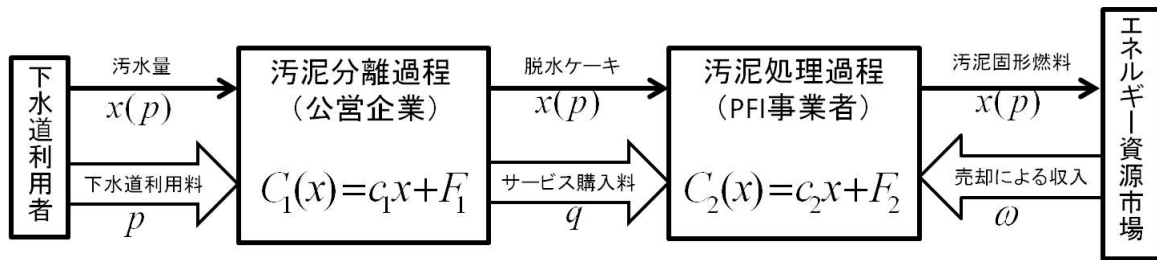 下水道利用者
汚水量
x(p)
下水道利用料
p
汚泥分離過程
（公営企業）
C₁(x)=c₁x+F₁
脱水ケーキ
x(p)
サービス購入料
q
汚泥処理過程
（PFI事業者）
C₂(x)=c₂x+F₂
汚泥固形燃料
x(p)
売却による収入
ω
エネルギー資源市場